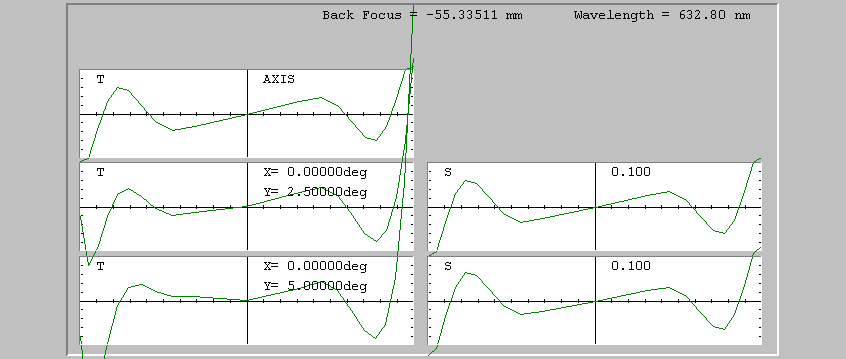 Back Focus = -55.33511 mm Wavelength = 632.80 nm
T AXIS
T X= 0.00000deg S 0.100
Y= 2.50000deg
T X= 0.00000deg S 0.100
Y= 5.00000deg